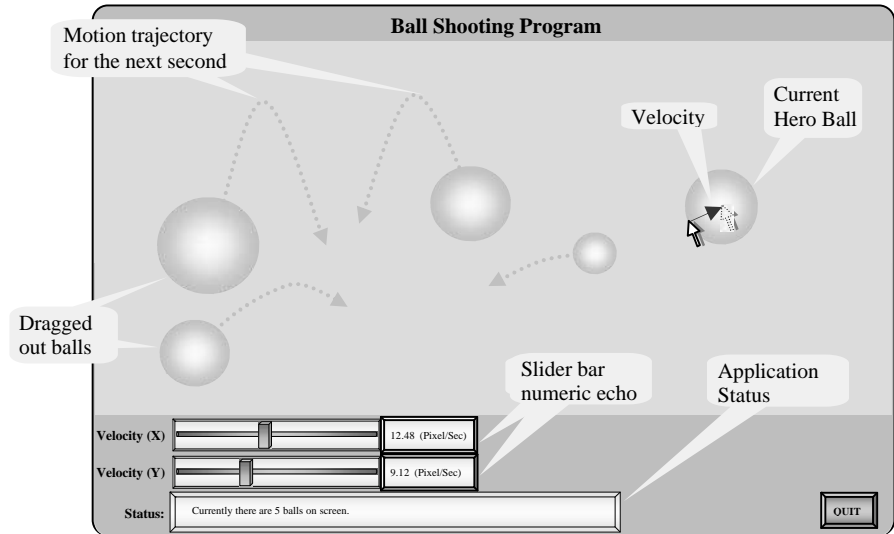 Ball Shooting Program
Motion trajectory
for the next second
Current
Hero Ball
Velocity
Dragged
out balls
Slider bar
numeric echo
Application
Status
Velocity (X)
12.48 (Pixel/Sec)
Velocity (Y)
9.12 (Pixel/Sec)
Status:
Currently there are 5 balls on screen.
QUIT